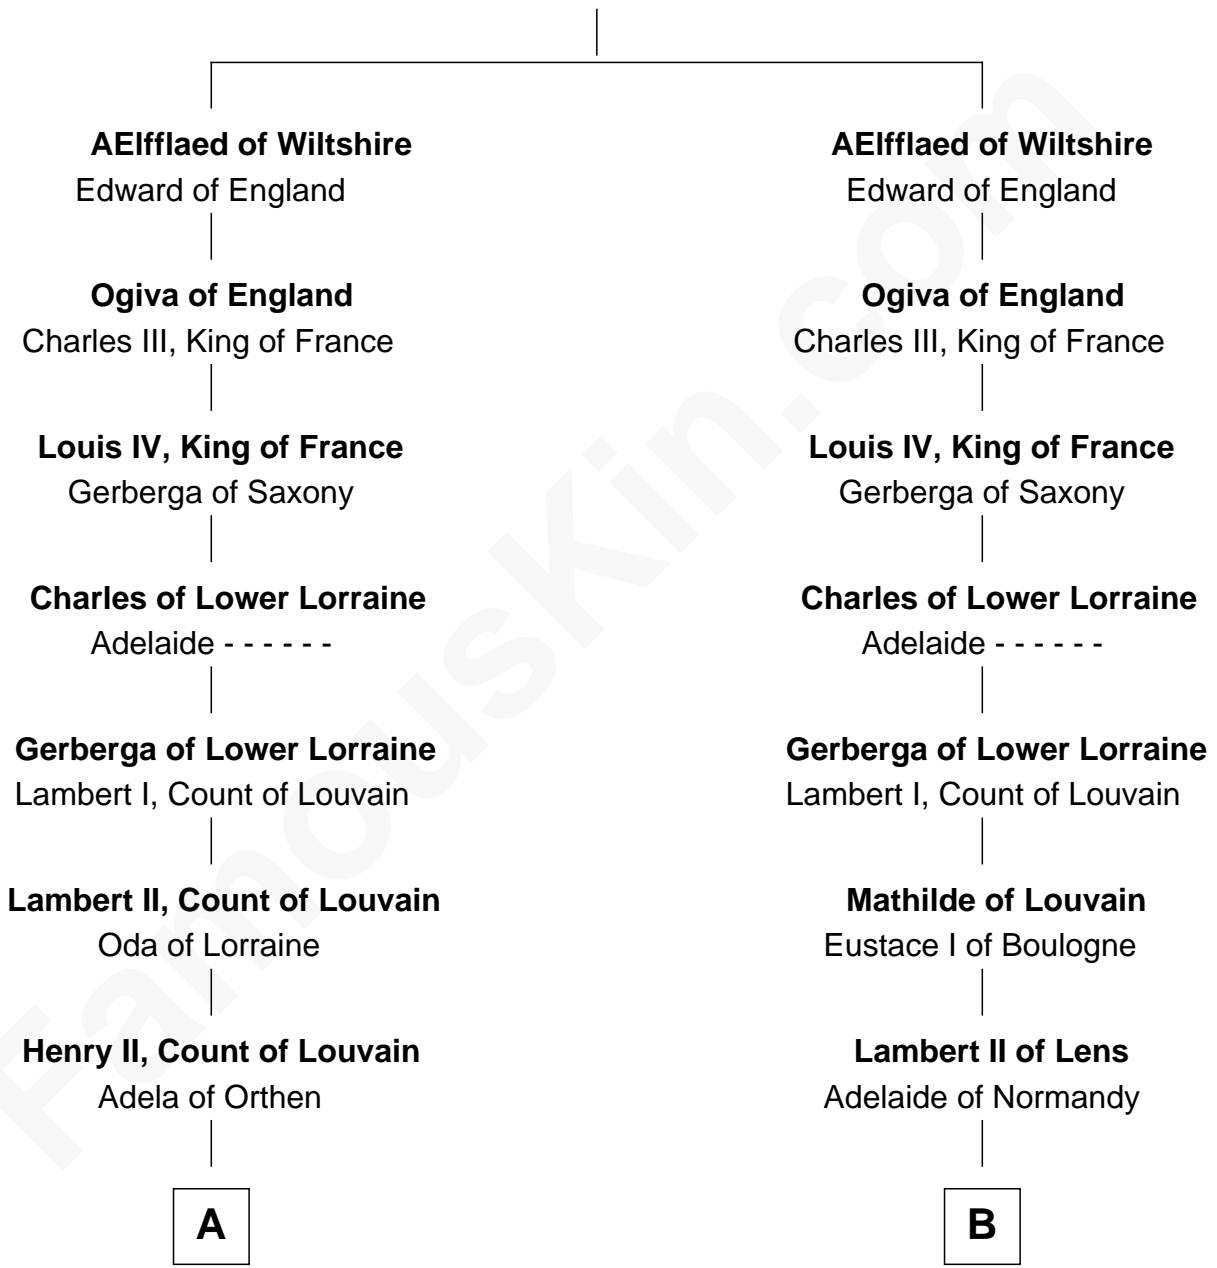 AElfflaed of Wiltshire
Edward of England
Ogiva of England
Charles III, King of France
Louis IV, King of France
Gerberga of Saxony
Charles of Lower Lorraine
Adelaide - - - - - -
Gerberga of Lower Lorraine
Lambert I, Count of Louvain
Lambert II, Count of Louvain
Oda of Lorraine
Henry II, Count of Louvain
Adela of Orthen
A
AElfflaed of Wiltshire
Edward of England
Ogiva of England
Charles III, King of France
Louis IV, King of France
Gerberga of Saxony
Charles of Lower Lorraine
Adelaide - - - - - -
Gerberga of Lower Lorraine
Lambert I, Count of Louvain
Mathilde of Louvain
Eustace I of Boulogne
Lambert II of Lens
Adelaide of Normandy
B
FamousKin.com